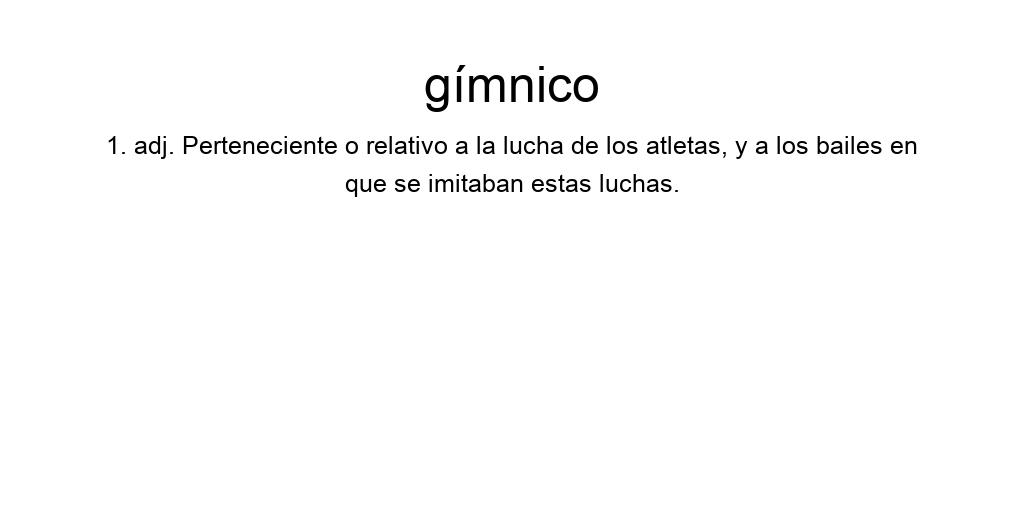 gímnico
1. adj. Perteneciente o relativo a la lucha de los atletas, y a los bailes en
que se imitaban estas luchas.